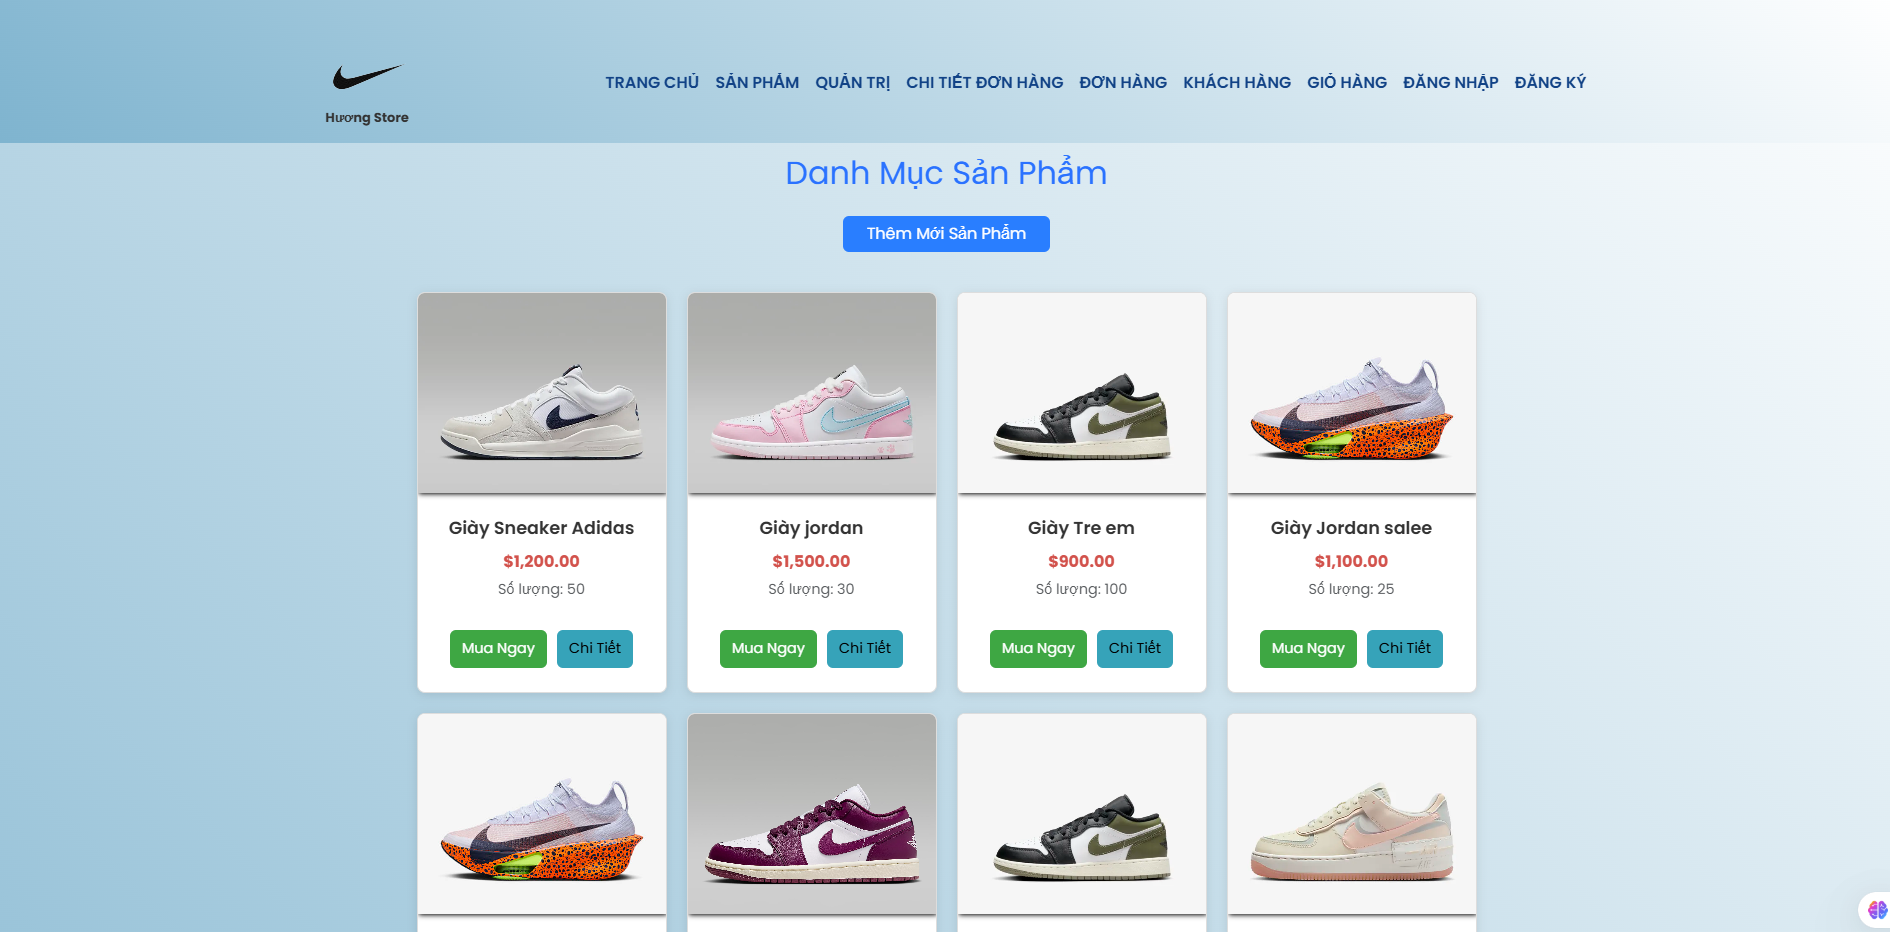 Hương Store
TRANG CHỦ SẢN PHẨM QUẢN TRỊ CHI TIẾT ĐƠN HÀNG ĐƠN HÀNG KHÁCH HÀNG GIỎ HÀNG ĐĂNG NHẬP ĐĂNG KÝ
Danh Mục Sản Phẩm
Thêm Mới Sản Phẩm
Giày Sneaker Adidas
$1,200.00
Số lượng: 50
Mua Ngay Chi Tiết
Giày jordan
$1,500.00
Số lượng: 30
Mua Ngay Chi Tiết
Giày Tre em
$900.00
Số lượng: 100
Mua Ngay Chi Tiết
Giày Jordan salee
$1,100.00
Số lượng: 25
Mua Ngay Chi Tiết